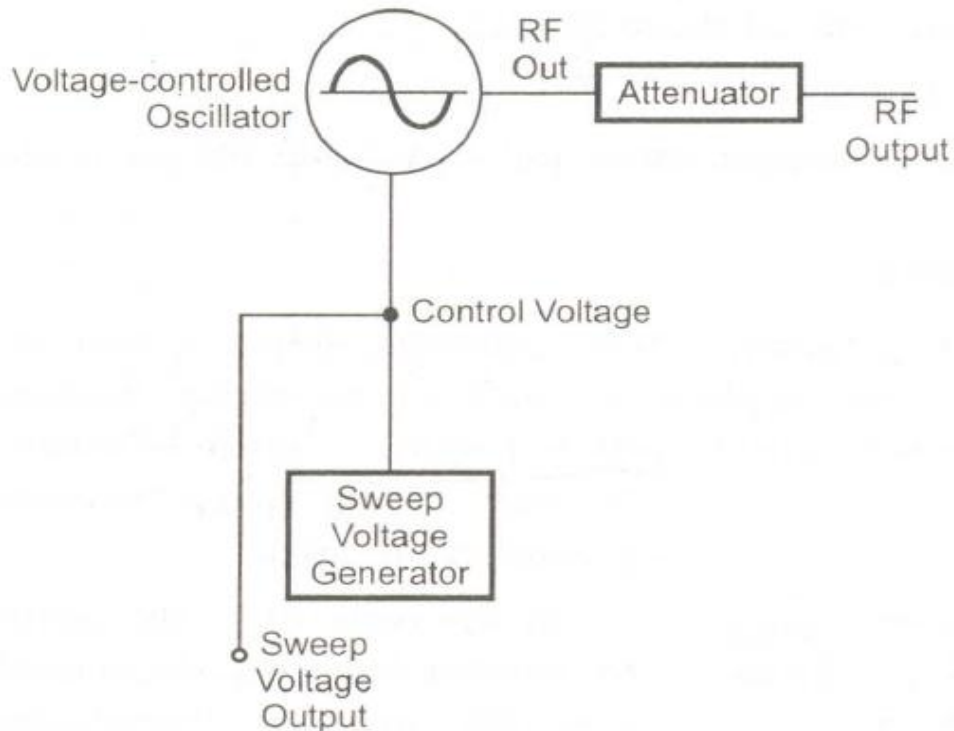 Voltage-controlled
Oscillator
RF
Out
Attenuator
RF
Output
Control Voltage
Sweep
Voltage
Generator
Sweep
Voltage
Output